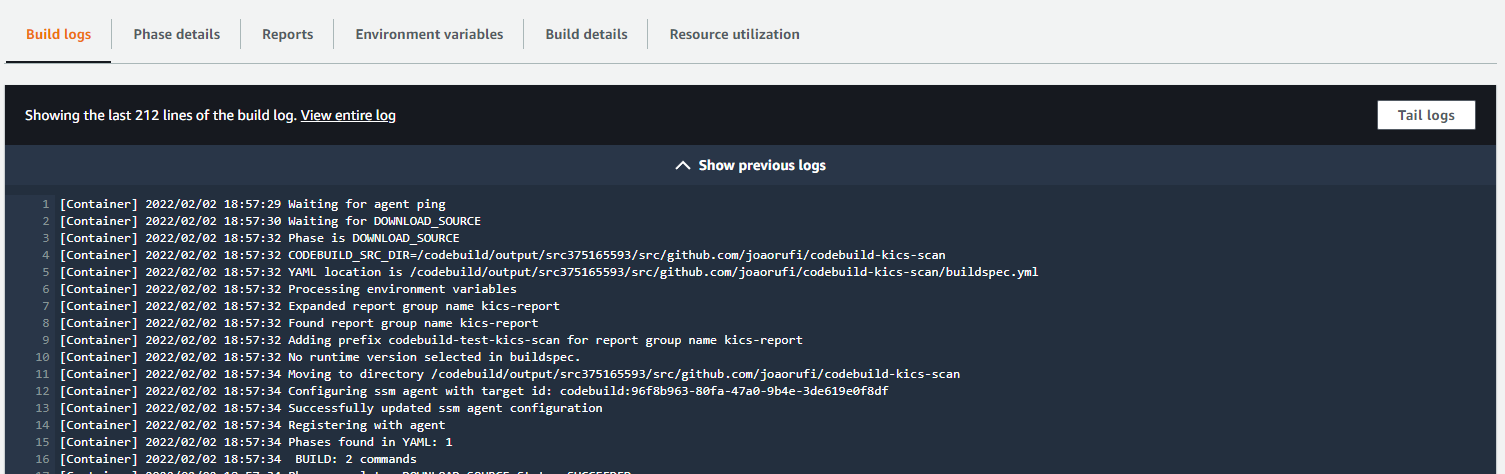 Build logs Phase details Reports Environment variables Build details Resource utilization
Showing the last 212 lines of the build log. View entire log Tail logs
Show previous logs
1 [Container] 2022/02/02 18:57:29 Waiting for agent ping
2 [Container] 2022/02/02 18:57:30 Waiting for DOWNLOAD_SOURCE
3 [Container] 2022/02/02 18:57:32 Phase is DOWNLOAD_SOURCE
4 [Container] 2022/02/02 18:57:32 CODEBUILD_SRC_DIR=/codebuild/output/src375165593/src/github.com/joaorufi/codebuild-kics-scan
5 [Container] 2022/02/02 18:57:32 YAML location is /codebuild/output/src375165593/src/github.com/joaorufi/codebuild-kics-scan/buildspec.yml
6 [Container] 2022/02/02 18:57:32 Processing environment variables
7 [Container] 2022/02/02 18:57:32 Expanded report group name kics-report
8 [Container] 2022/02/02 18:57:32 Found report group name kics-report
9 [Container] 2022/02/02 18:57:32 Adding prefix codebuild-test-kics-scan for report group name kics-report
10 [Container] 2022/02/02 18:57:32 No runtime version selected in buildspec.
11 [Container] 2022/02/02 18:57:34 Moving to directory /codebuild/output/src375165593/src/github.com/joaorufi/codebuild-kics-scan
12 [Container] 2022/02/02 18:57:34 Configuring ssm agent with target id: codebuild:96f8b963-80fa-47a0-9b4e-3de619e0f8df
13 [Container] 2022/02/02 18:57:34 Successfully updated ssm agent configuration
14 [Container] 2022/02/02 18:57:34 Registering with agent
15 [Container] 2022/02/02 18:57:34 Phases found in YAML: 1
16 [Container] 2022/02/02 18:57:34  BUILD: 2 commands